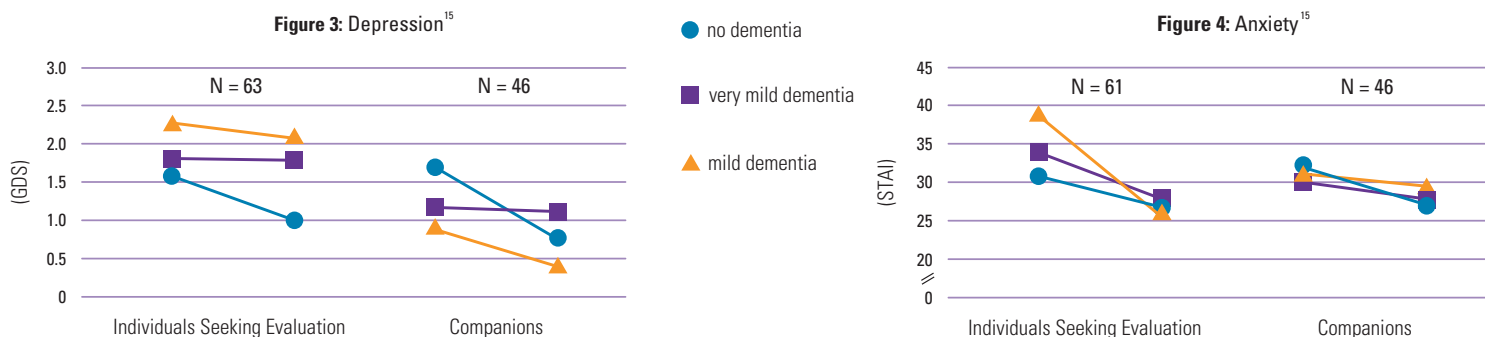 Figure 3: Depression15
(GDS)
3.0
2.5
2.0
1.5
1.0
0.5
0
N = 63
N = 46
Individuals Seeking Evaluation
Companions
no dementia
very mild dementia
mild dementia
Figure 4: Anxiety15
(STAI)
45
40
35
30
25
20
0
N = 61
N = 46
Individuals Seeking Evaluation
Companions